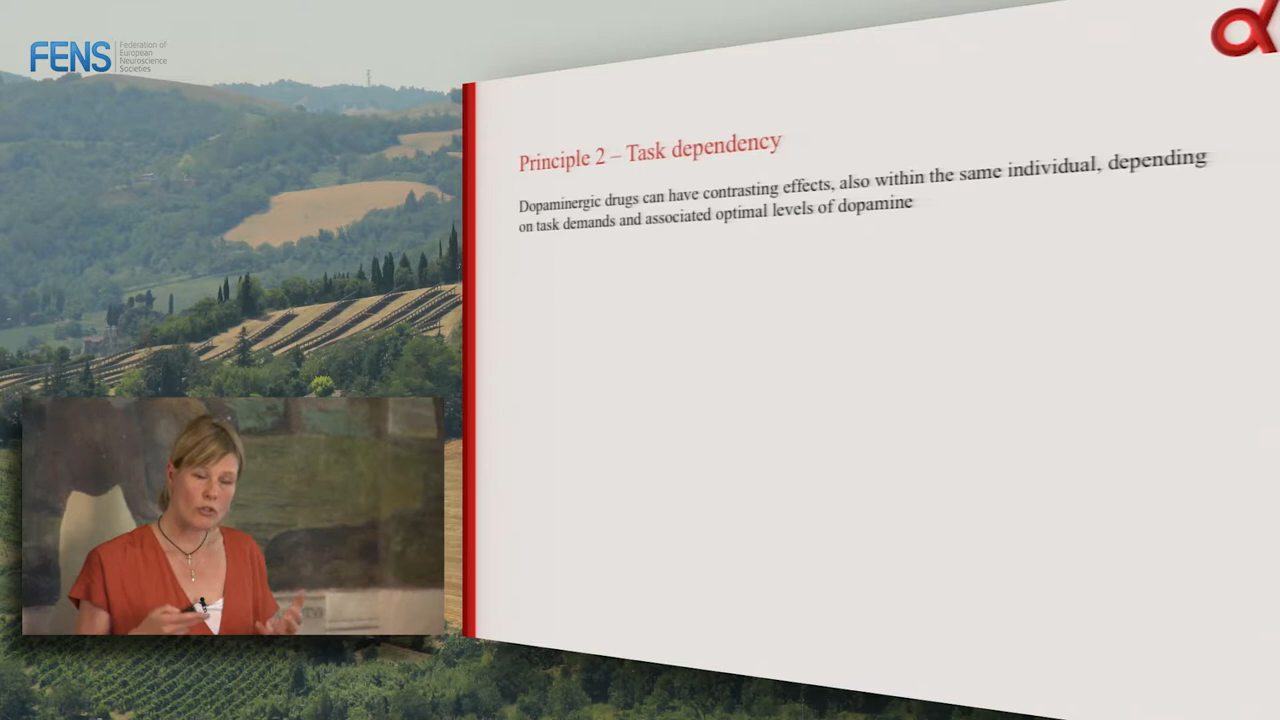 FENS
Federation of
European
Neuroscience
Societies
Principle 2 – Task dependency
Dopaminergic drugs can have contrasting effects, also within the same individual, depending
on task demands and associated optimal levels of dopamine